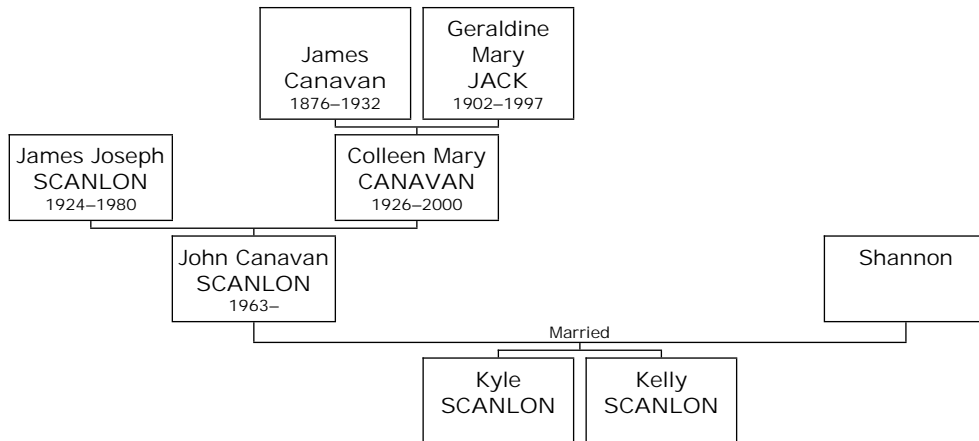 James
Canavan
1876–1932
Geraldine
Mary
JACK
1902–1997
James Joseph
SCANLON
1924–1980
Colleen Mary
CANAVAN
1926–2000
John Canavan
SCANLON
1963–
Shannon
Married
Kyle
SCANLON
Kelly
SCANLON